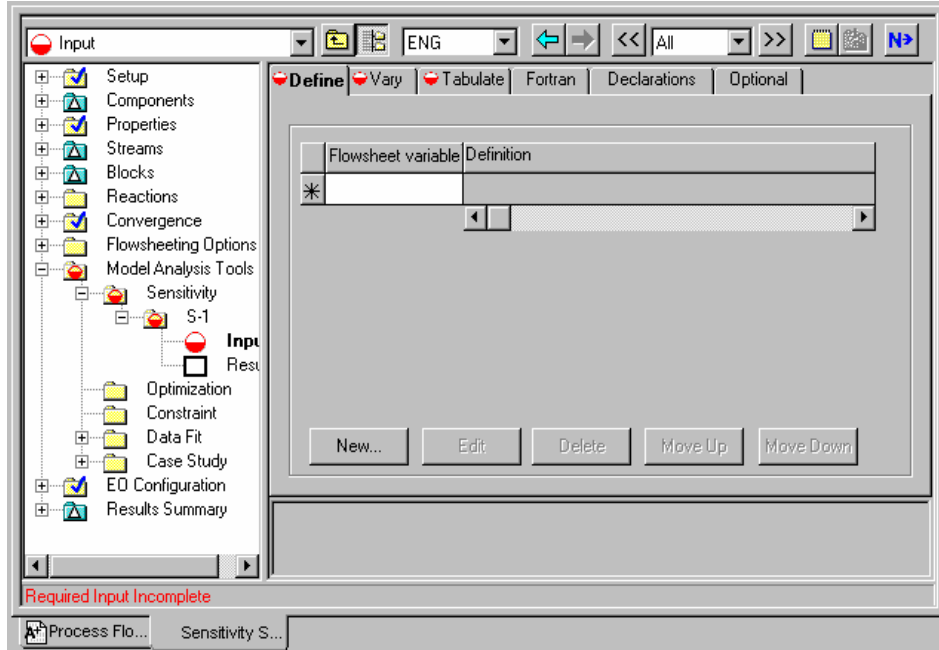 Input ENG All N
Define Vary Tabulate Fortran Declarations Optional
Setup
Components
Properties
Streams
Blocks
Reactions
Convergence
Flowsheeting Options
Model Analysis Tools
Sensitivity
S-1
Inpu
Resu
Optimization
Constraint
Data Fit
Case Study
EO Configuration
Results Summary
Flowsheet variable Definition
New... Edit Delete Move Up Move Down
Required Input Incomplete
Process Flo... Sensitivity S...